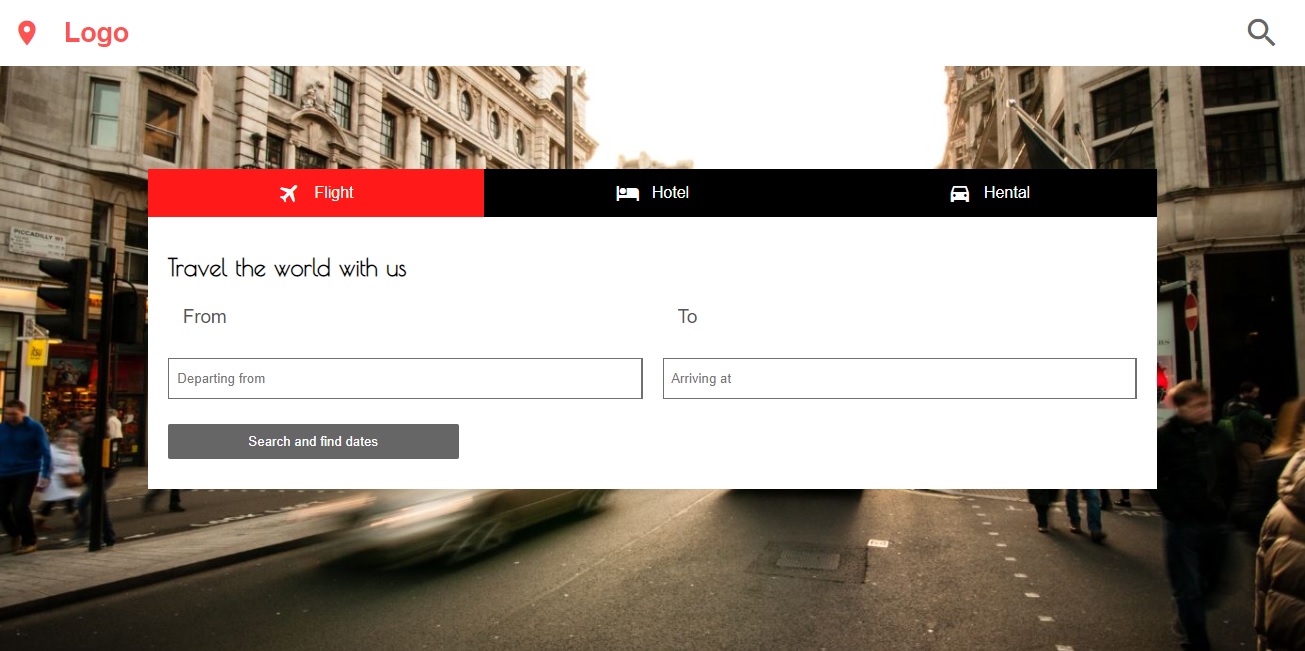 Logo
Flight
Hotel
Hental
PICCADILLY W1
Travel the world with us
From
To
Departing from
Arriving at
Search and find dates